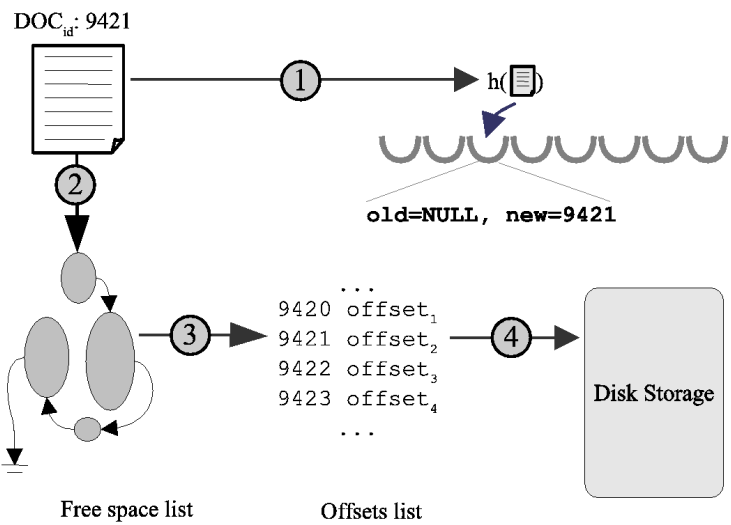 DOCid: 9421
1
h( )
2
old=NULL, new=9421
...
9420 offset1
3
9421 offset2
4
9422 offset3
9423 offset4
...
Disk Storage
Free space list
Offsets list